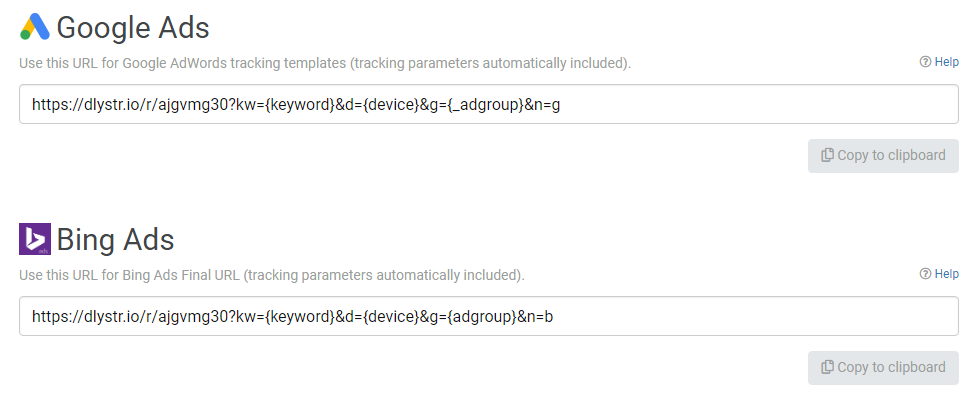 Google Ads
Use this URL for Google AdWords tracking templates (tracking parameters automatically included).
Help
https://dlystr.io/r/ajgvmg30?kw={keyword}&d={device}&g={_adgroup}&n=g
Copy to clipboard
Bing Ads
Use this URL for Bing Ads Final URL (tracking parameters automatically included).
Help
https://dlystr.io/r/ajgvmg30?kw={keyword}&d={device}&g={adgroup}&n=b
Copy to clipboard